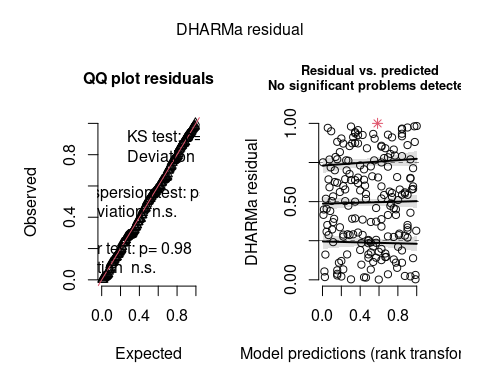 DHARMa residual
QQ plot residuals
KS test:
Deviation
spersion test: p
viation n.s.
r test: p= 0.98
tion n.s.
Observed
0.0 0.4 0.8
0.0 0.4 0.8
Expected
Residual vs. predicted
No significant problems detecte
DHARMa residual
0.00 0.50 1.00
0.0 0.4 0.8
Model predictions (rank transfor